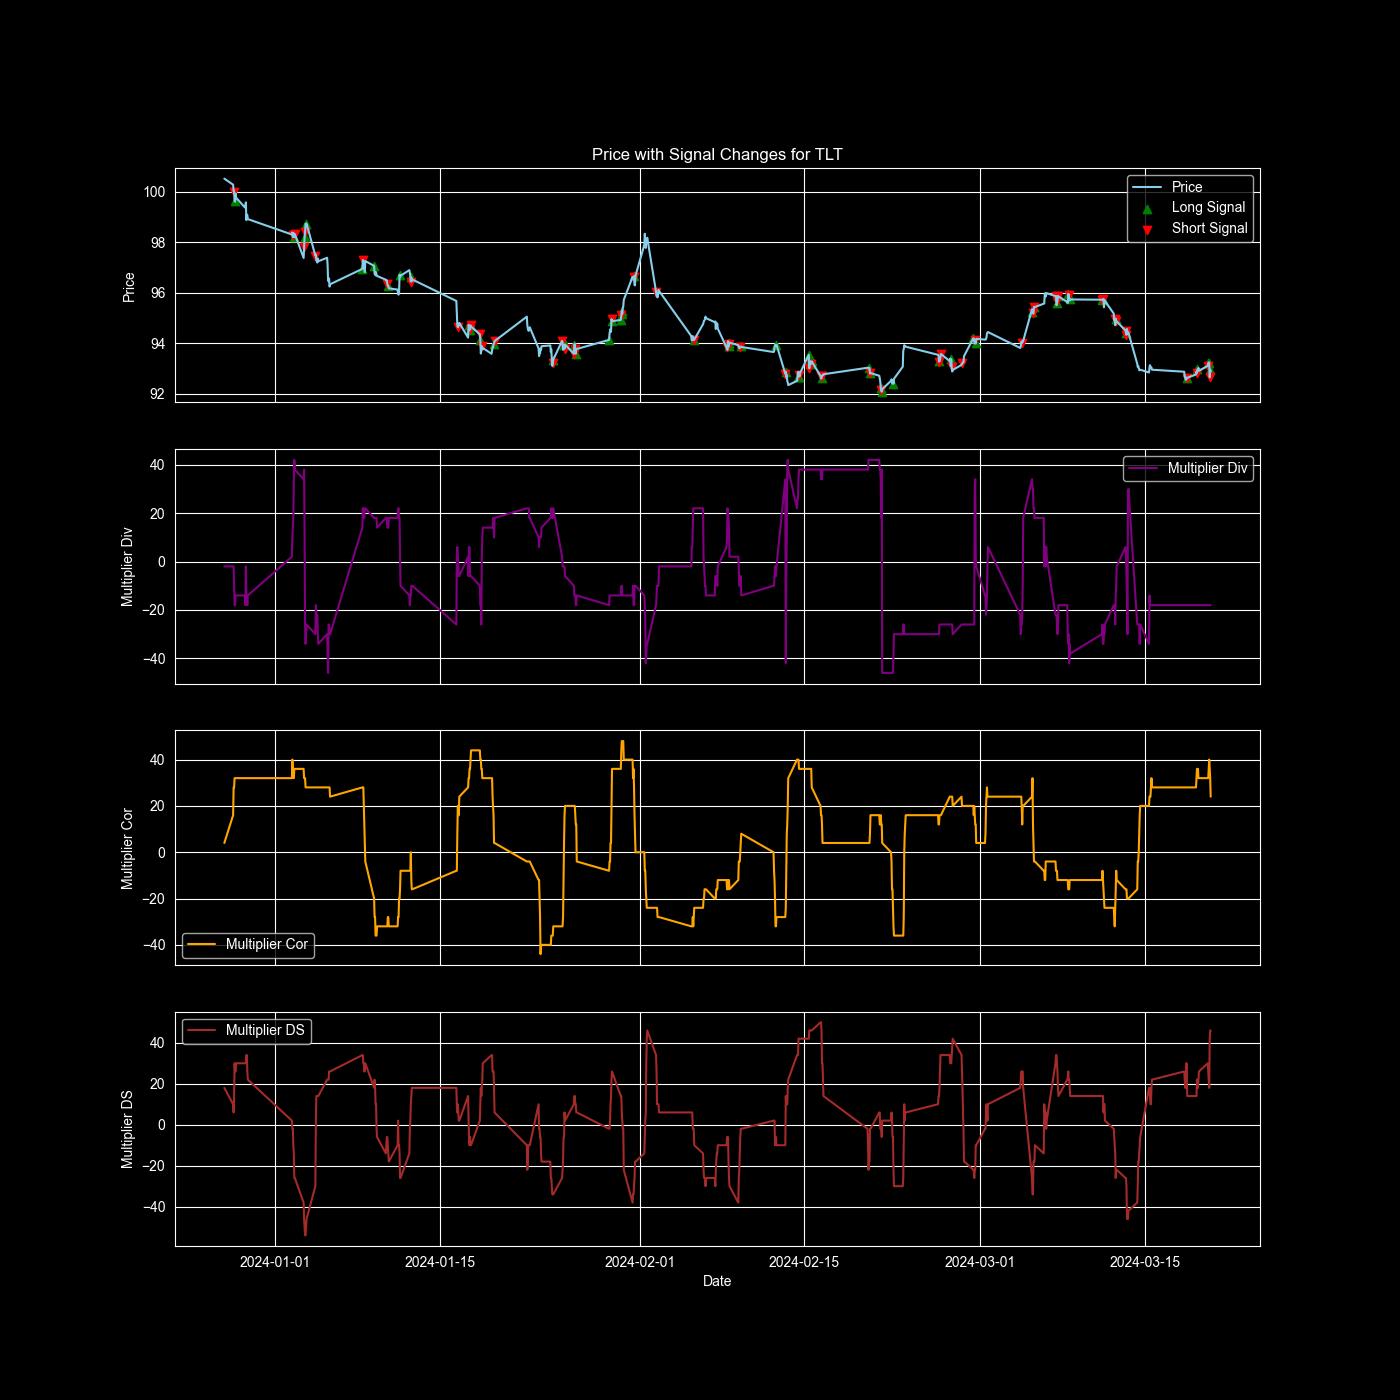 Price with Signal Changes for TLT
Price
100
98
96
94
92
Price
Long Signal
Short Signal
Multiplier Div
40
20
0
−20
−40
Multiplier Div
Multiplier Cor
40
20
0
−20
−40
Multiplier Cor
Multiplier DS
40
20
0
−20
−40
Multiplier DS
2024-01-01 2024-01-15 2024-02-01 2024-02-15 2024-03-01 2024-03-15
Date